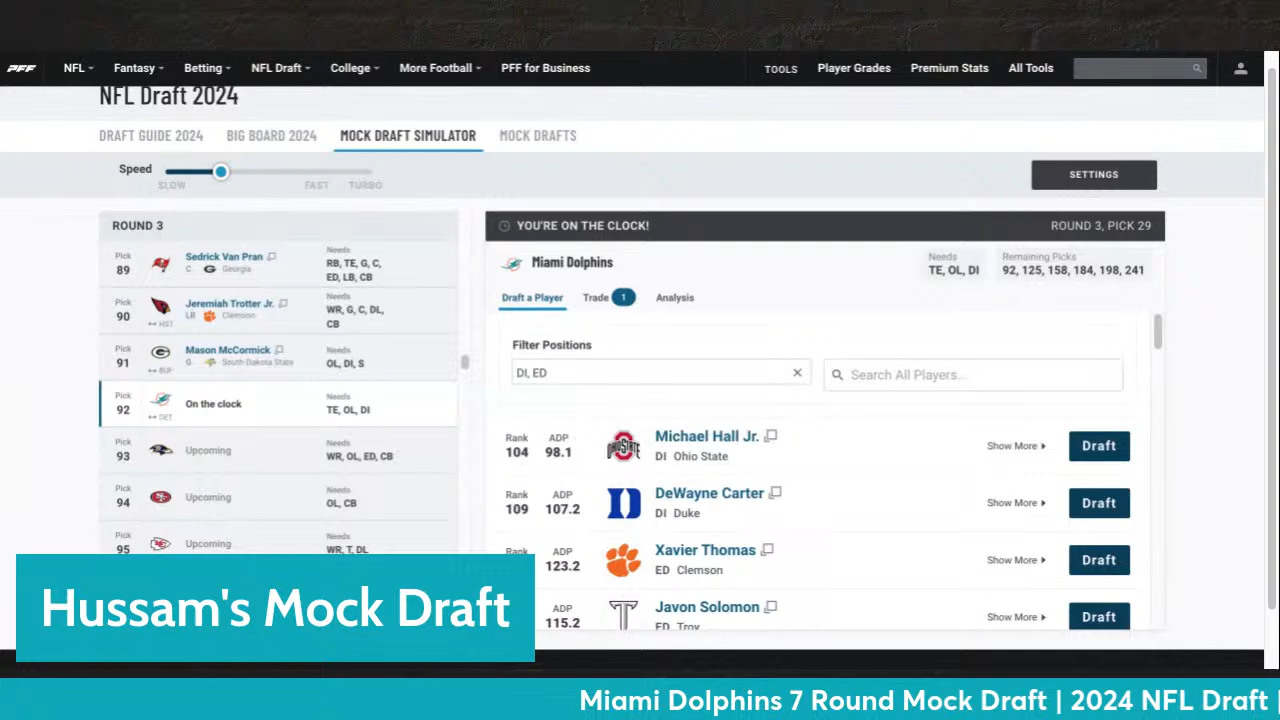 PFF
NFL
Fantasy
Betting
NFL Draft
College
More Football
PFF for Business
TOOLS
Player Grades
Premium Stats
All Tools
NFL Draft 2024
DRAFT GUIDE 2024
BIG BOARD 2024
MOCK DRAFT SIMULATOR
MOCK DRAFTS
Speed
SLOW
FAST
TURBO
SETTINGS
ROUND 3
Pick
89
Sedrick Van Pran
C
G
Georgia
Needs
RB, TE, G, C,
ED, LB, CB
Pick
90
HST
Jeremiah Trotter Jr.
LB
Clemson
Needs
WR, G, C, DL,
CB
Pick
91
BUF
Mason McCormick
G
South Dakota State
Needs
OL, DI, S
Pick
92
DET
On the clock
Needs
TE, OL, DI
Pick
93
Upcoming
Needs
WR, OL, ED, CB
Pick
94
Upcoming
Needs
OL, CB
Pick
95
Upcoming
Needs
WR, T, DL
YOU'RE ON THE CLOCK!
ROUND 3, PICK 29
Miami Dolphins
Needs
TE, OL, DI
Remaining Picks
92, 125, 158, 184, 198, 241
Draft a Player
Trade 1
Analysis
Filter Positions
DI, ED
Search All Players...
Rank
104
ADP
98.1
OHIO STATE
Michael Hall Jr.
DI Ohio State
Show More
Draft
Rank
109
ADP
107.2
D
DeWayne Carter
DI Duke
Show More
Draft
Rank
ADP
123.2
Xavier Thomas
ED Clemson
Show More
Draft
ADP
115.2
T
Javon Solomon
ED Troy
Show More
Draft
Hussam's Mock Draft
Miami Dolphins 7 Round Mock Draft | 2024 NFL Draft